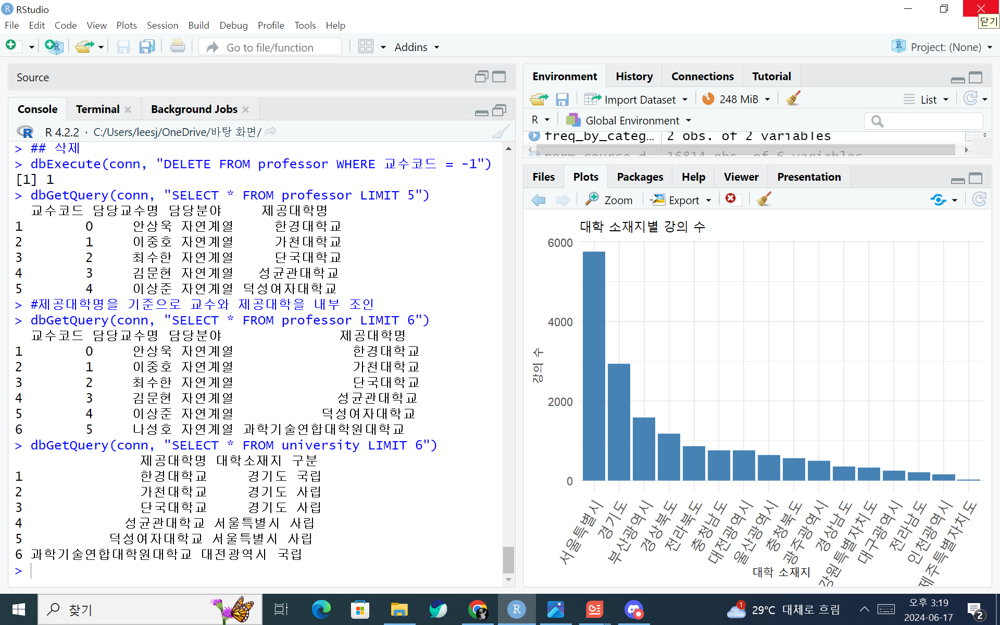 RStudio
닫기
File Edit Code View Plots Session Build Debug Profile Tools Help
Go to file/function
Addins
Project: (None)
Source
Console Terminal Background Jobs
R 4.2.2 · C:/Users/leesj/OneDrive/바탕 화면/
> ## 삭제
> dbExecute(conn, "DELETE FROM professor WHERE 교수코드 = -1")
[1] 1
> dbGetQuery(conn, "SELECT * FROM professor LIMIT 5")
교수코드 담당교수명 담당분야 제공대학명
1 0 안상욱 자연계열 한경대학교
2 1 이중호 자연계열 가천대학교
3 2 최수한 자연계열 단국대학교
4 3 김문현 자연계열 성균관대학교
5 4 이상준 자연계열 덕성여자대학교
> #제공대학명을 기준으로 교수와 제공대학을 내부 조인
> dbGetQuery(conn, "SELECT * FROM professor LIMIT 6")
교수코드 담당교수명 담당분야 제공대학명
1 0 안상욱 자연계열 한경대학교
2 1 이중호 자연계열 가천대학교
3 2 최수한 자연계열 단국대학교
4 3 김문현 자연계열 성균관대학교
5 4 이상준 자연계열 덕성여자대학교
6 5 나성호 자연계열 과학기술연합대학원대학교
> dbGetQuery(conn, "SELECT * FROM university LIMIT 6")
제공대학명 대학소재지 구분
1 한경대학교 경기도 국립
2 가천대학교 경기도 사립
3 단국대학교 경기도 사립
4 성균관대학교 서울특별시 사립
5 덕성여자대학교 서울특별시 사립
6 과학기술연합대학원대학교 대전광역시 국립
>
Environment History Connections Tutorial
Import Dataset 248 MiB List
R Global Environment
freq_by_categ... 2 obs. of 2 variables
norm_course_d 16814 obs. of 6 variables
Files Plots Packages Help Viewer Presentation
Zoom Export
대학 소재지별 강의 수
6000
4000
2000
0
강의 수
서울특별시
경기도
부산광역시
경상북도
전라북도
충청남도
대전광역시
울산광역시
충청북도
광주광역시
경상남도
강원특별자치도
대구광역시
전라남도
인천광역시
제주특별자치도
대학 소재지
찾기
1
29°C 대체로 흐림
오후 3:19
2024-06-17
2